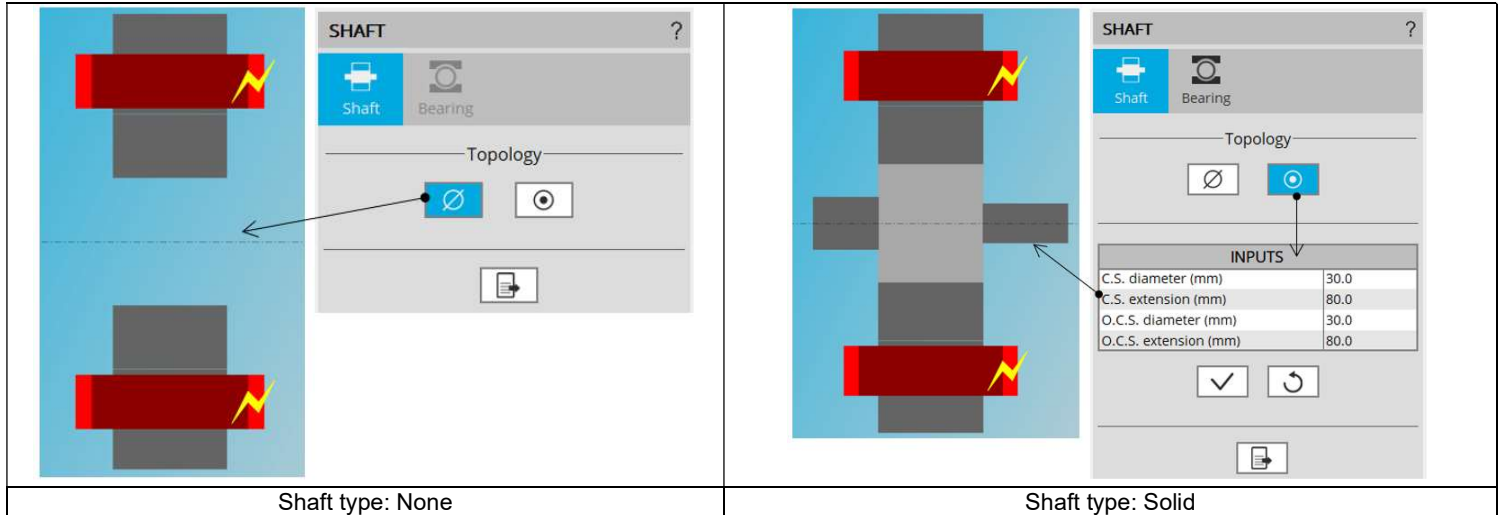 SHAFT ?
Shaft Bearing
Topology
Shaft type: None
SHAFT ?
Shaft Bearing
Topology
INPUTS
C.S. diameter (mm) 30.0
C.S. extension (mm) 80.0
O.C.S. diameter (mm) 30.0
O.C.S. extension (mm) 80.0
Shaft type: Solid